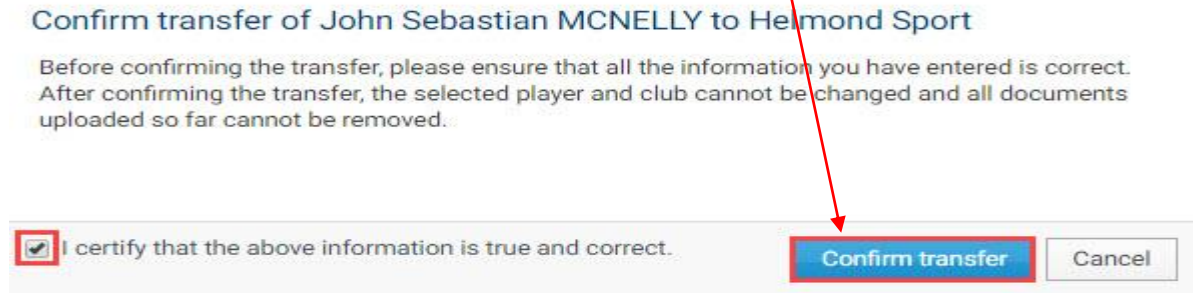 Confirm transfer of John Sebastian MCNELLY to Helmond Sport
Before confirming the transfer, please ensure that all the information you have entered is correct.
After confirming the transfer, the selected player and club cannot be changed and all documents
uploaded so far cannot be removed.
I certify that the above information is true and correct.
Confirm transfer
Cancel